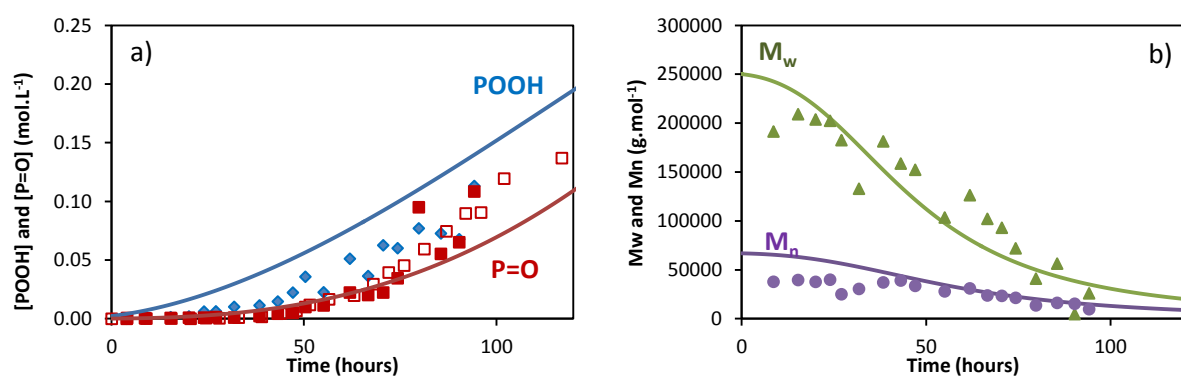 a)
[POOH] and [P=O] (mol.L⁻¹)
0.25
0.20
0.15
0.10
0.05
0.00
POOH
P=O
0
50
100
Time (hours)
b)
Mw and Mn (g.mol⁻¹)
300000
250000
200000
150000
100000
50000
0
Mw
Mn
0
50
100
Time (hours)